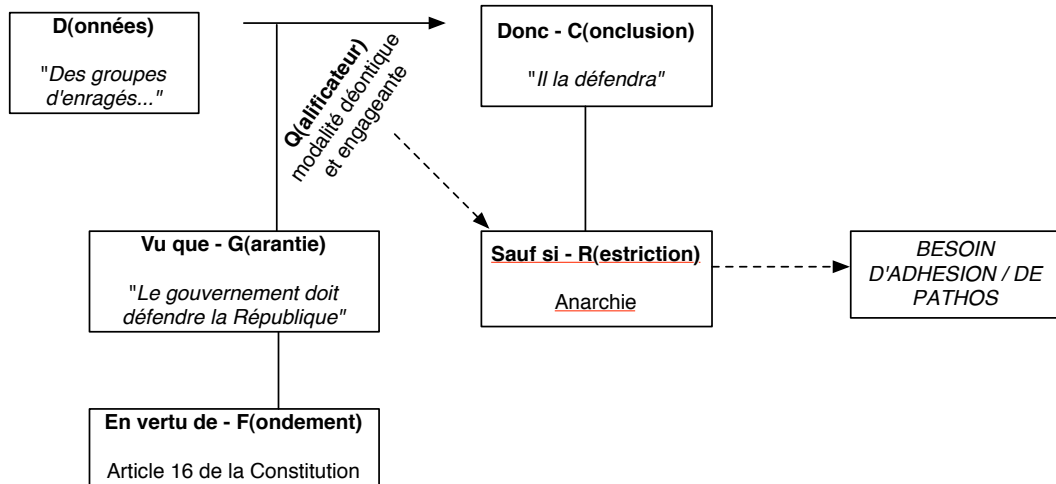 D(onnées)
"Des groupes
d'enragés..."
Q(alificateur)
modalité déontique
et engageante
Donc - C(onclusion)
"Il la défendra"
Vu que - G(arantie)
"Le gouvernement doit
défendre la République"
Sauf si - R(estriction)
Anarchie
BESOIN
D'ADHESION / DE
PATHOS
En vertu de - F(ondement)
Article 16 de la Constitution